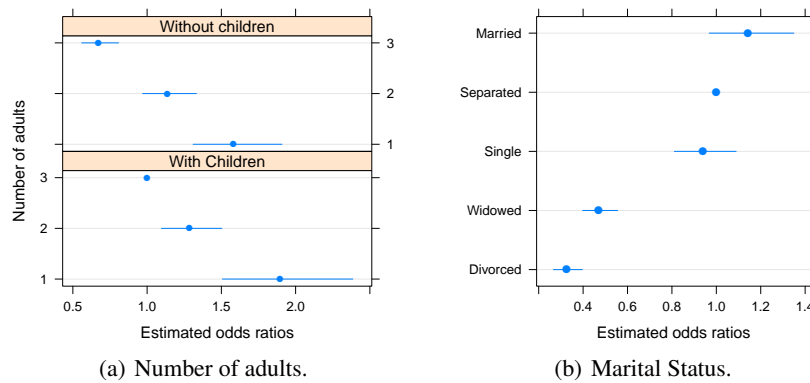 Without children
3
2
1
With Children
3
2
1
Number of adults
0.5 1.0 1.5 2.0
Estimated odds ratios
(a) Number of adults.
Married
Separated
Single
Widowed
Divorced
0.4 0.6 0.8 1.0 1.2 1.4
Estimated odds ratios
(b) Marital Status.